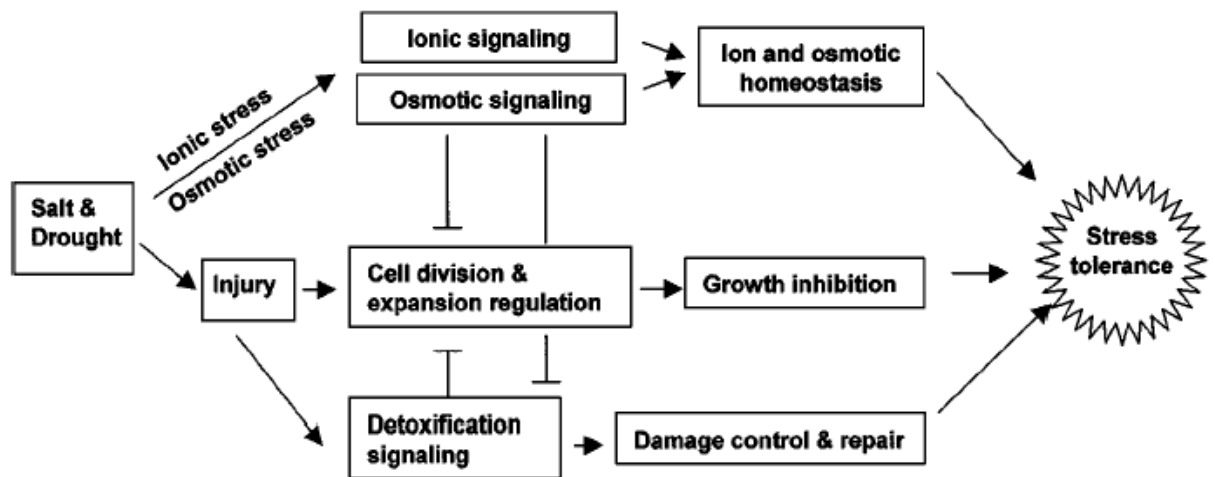 Ionic signaling
Osmotic signaling
Ion and osmotic
homeostasis
Ionic stress
Osmotic stress
Salt &
Drought
Injury
Cell division &
expansion regulation
Growth inhibition
Stress
tolerance
Detoxification
signaling
Damage control & repair